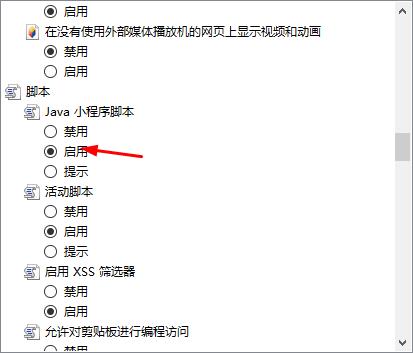 启用
在没有使用外部媒体播放机的网页上显示视频和动画
禁用
启用
脚本
Java 小程序脚本
禁用
启用
提示
活动脚本
禁用
启用
提示
启用 XSS 筛选器
禁用
启用
允许对剪贴板进行编程访问
禁用